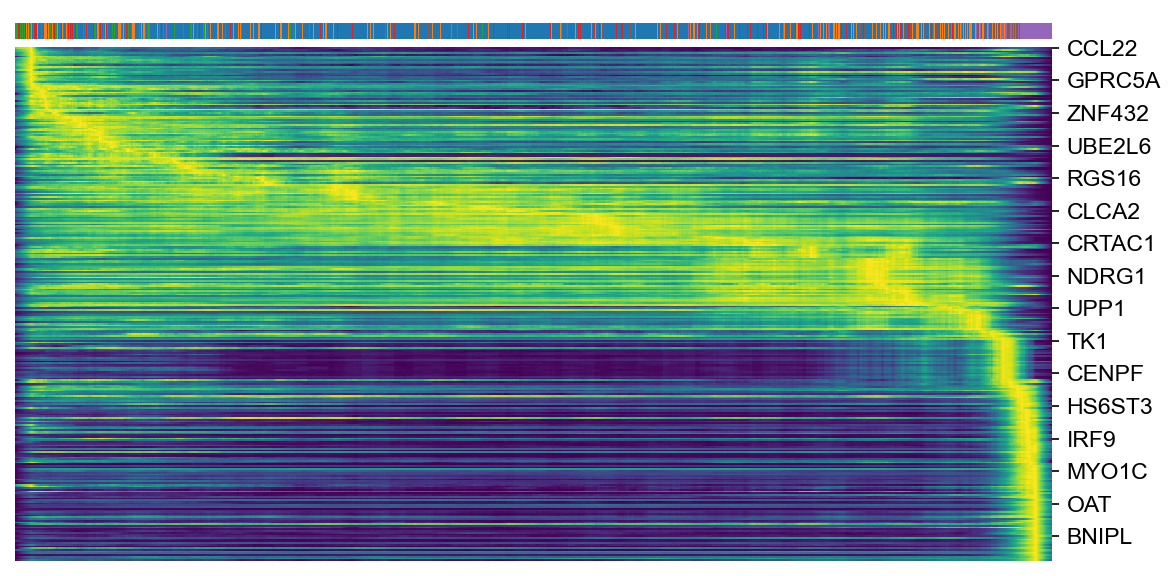 CCL22
GPRC5A
ZNF432
UBE2L6
RGS16
CLCA2
CRTAC1
NDRG1
UPP1
TK1
CENPF
HS6ST3
IRF9
MYO1C
OAT
BNIPL